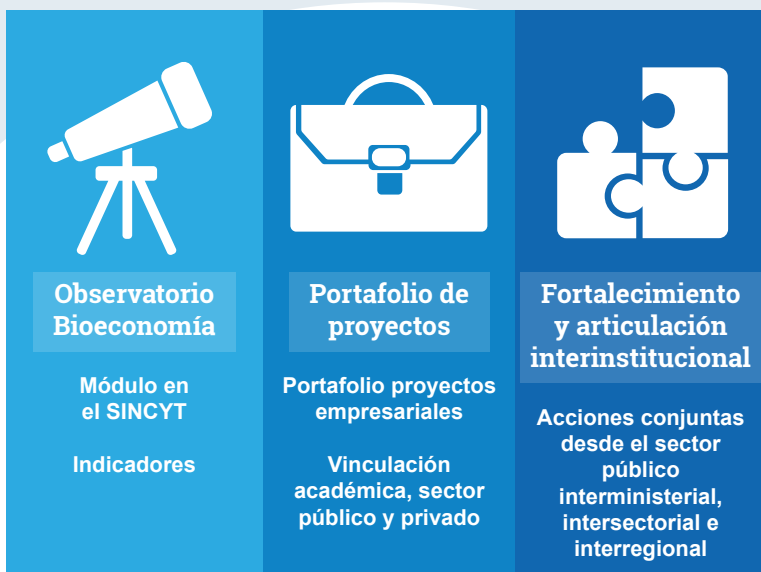 Observatorio
Bioeconomía
Módulo en
el SINCYT
Indicadores
Portafolio de
proyectos
Portafolio proyectos
empresariales
Vinculación
académica, sector
público y privado
Fortalecimiento
y articulación
interinstitucional
Acciones conjuntas
desde el sector
público
interministerial,
intersectorial e
interregional